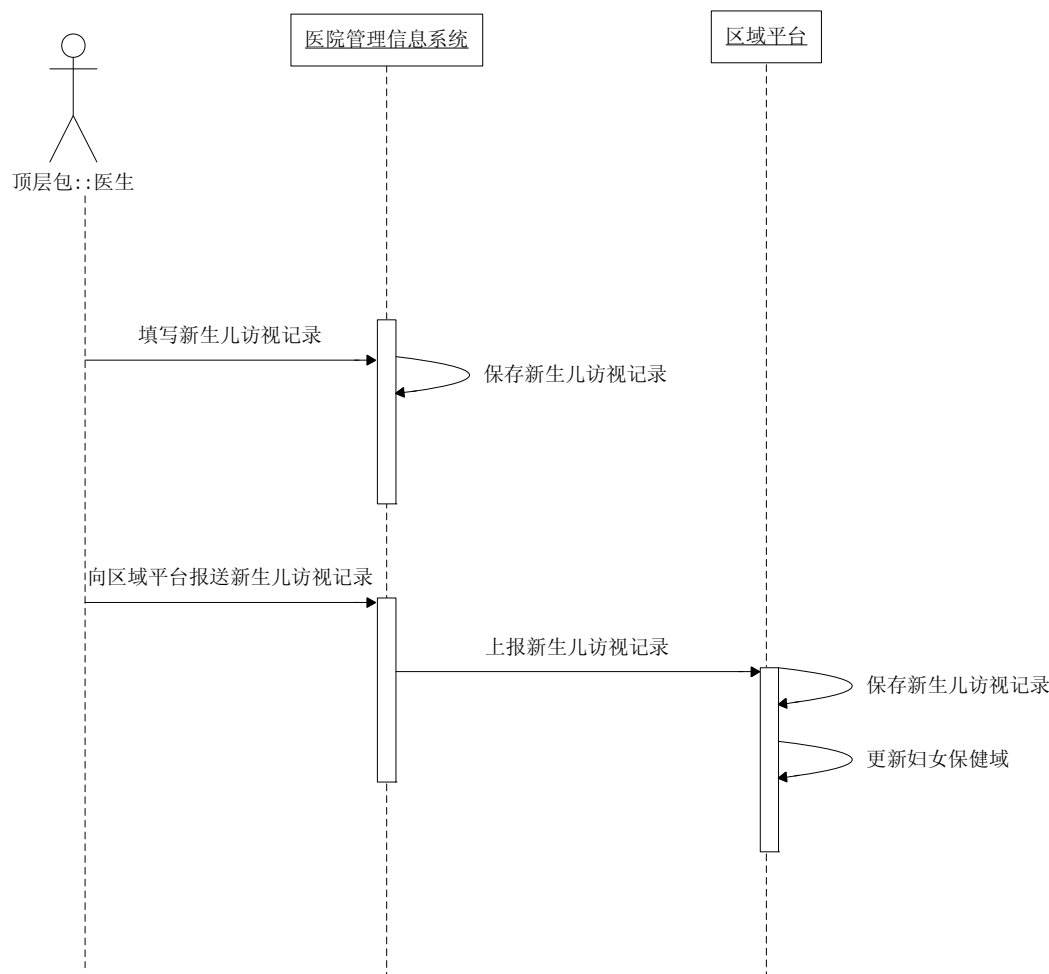 医院管理信息系统
区域平台
顶层包::医生
填写新生儿访视记录
保存新生儿访视记录
向区域平台报送新生儿访视记录
上报新生儿访视记录
保存新生儿访视记录
更新妇女保健域